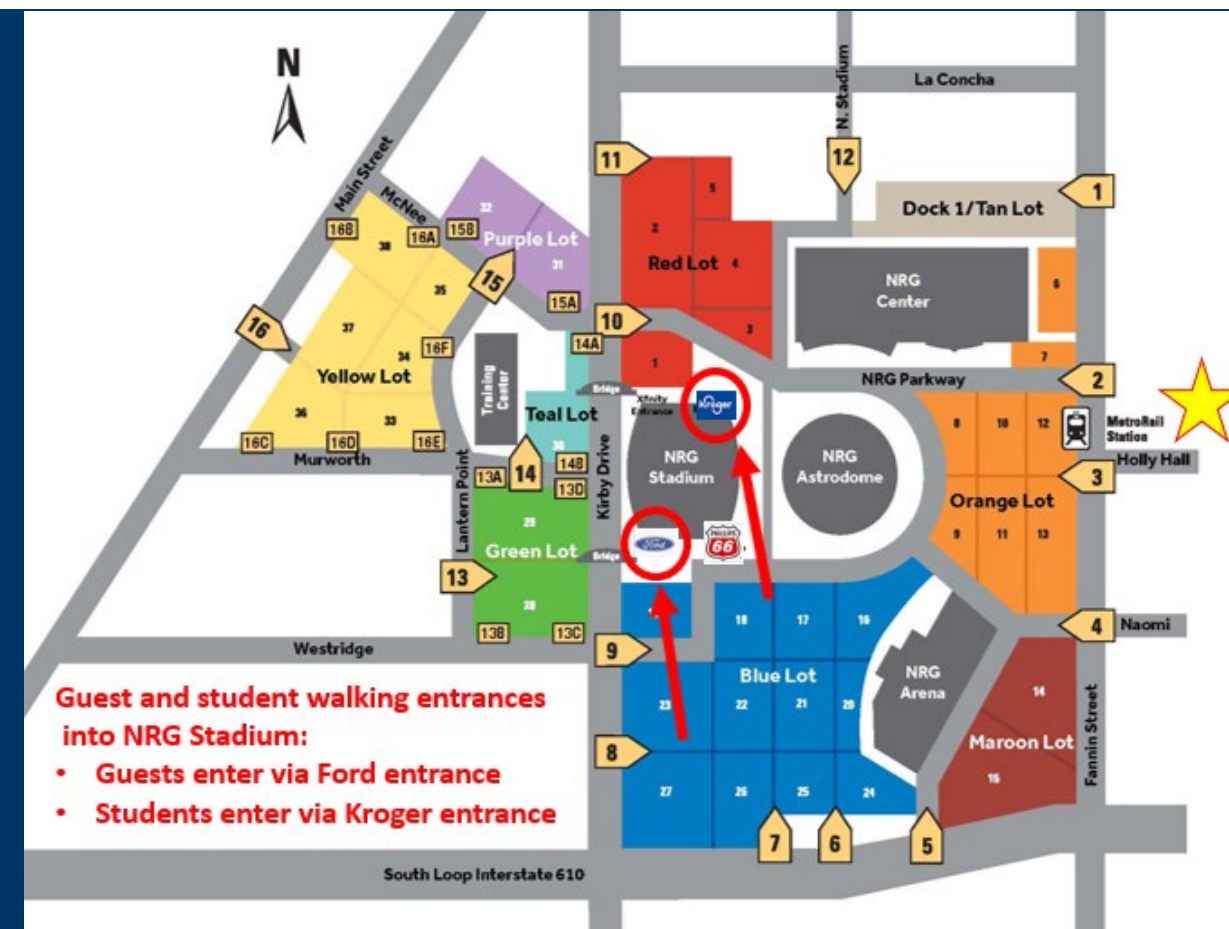 N
La Concha
N. Stadium
Main Street
McNee
11
12
1
Dock 1/Tan Lot
5
2
4
Red Lot
3
32
Purple Lot
31
16B
16A
15B
38
15
15A
35
10
NRG
Center
6
7
16
37
34
16F
14A
1
Yellow Lot
Training
Center
Bridge
Xfinity
Entrance
Kroger
NRG Parkway
2
36
33
Teal Lot
30
8
10
12
MetroRail
Station
16C
16D
16E
Murworth
Holly Hall
13A
14
14B
13D
Kirby Drive
NRG
Stadium
NRG
Astrodome
3
Orange Lot
9
11
13
Lantern Point
29
Green Lot
Bridge
Ford
PHILLIPS
66
13
28
13B
13C
Westridge
9
18
17
16
4
Naomi
Blue Lot
NRG
Arena
23
22
21
20
14
Maroon Lot
15
Fannin Street
8
27
26
25
24
7
6
5
South Loop Interstate 610
Guest and student walking entrances
into NRG Stadium:
• Guests enter via Ford entrance
• Students enter via Kroger entrance